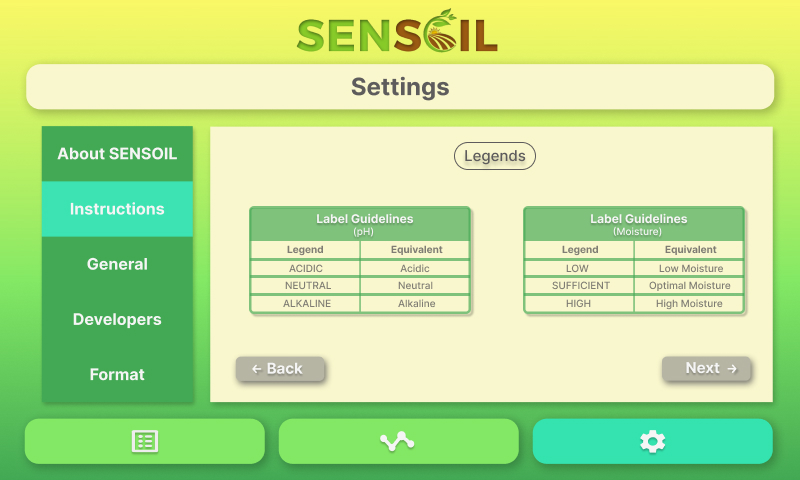 SENSOIL
Settings
About SENSOIL
Instructions
General
Developers
Format
Legends
Label Guidelines
(pH)
Legend Equivalent
ACIDIC Acidic
NEUTRAL Neutral
ALKALINE Alkaline
Label Guidelines
(Moisture)
Legend Equivalent
LOW Low Moisture
SUFFICIENT Optimal Moisture
HIGH High Moisture
← Back
Next →